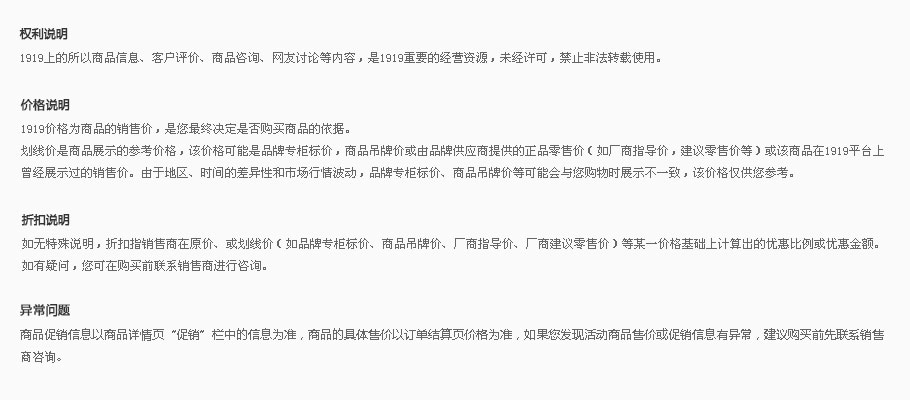 权利说明
1919上的所以商品信息、客户评价、商品咨询、网友讨论等内容，是1919重要的经营资源，未经许可，禁止非法转载使用。
价格说明
1919价格为商品的销售价，是您最终决定是否购买商品的依据。
划线价是商品展示的参考价格，该价格可能是品牌专柜标价，商品吊牌价或由品牌供应商提供的正品零售价（如厂商指导价，建议零售价等）或该商品在1919平台上
曾经展示过的销售价。由于地区、时间的差异性和市场行情波动，品牌专柜标价、商品吊牌价等可能会与您购物时展示不一致，该价格仅供您参考。
折扣说明
如无特殊说明，折扣指销售商在原价、或划线价（如品牌专柜标价、商品吊牌价、厂商指导价、厂商建议零售价）等某一价格基础上计算出的优惠比例或优惠金额。
如有疑问，您可在购买前联系销售商进行咨询。
异常问题
商品促销信息以商品详情页 “促销” 栏中的信息为准，商品的具体售价以订单结算页价格为准，如果您发现活动商品售价或促销信息有异常，建议购买前先联系销售
商咨询。